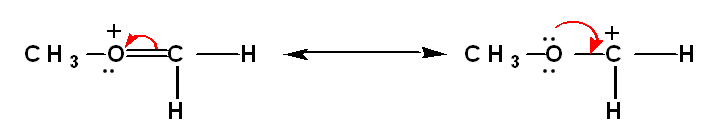 + +
CH3 O C H CH3 O C H
H H